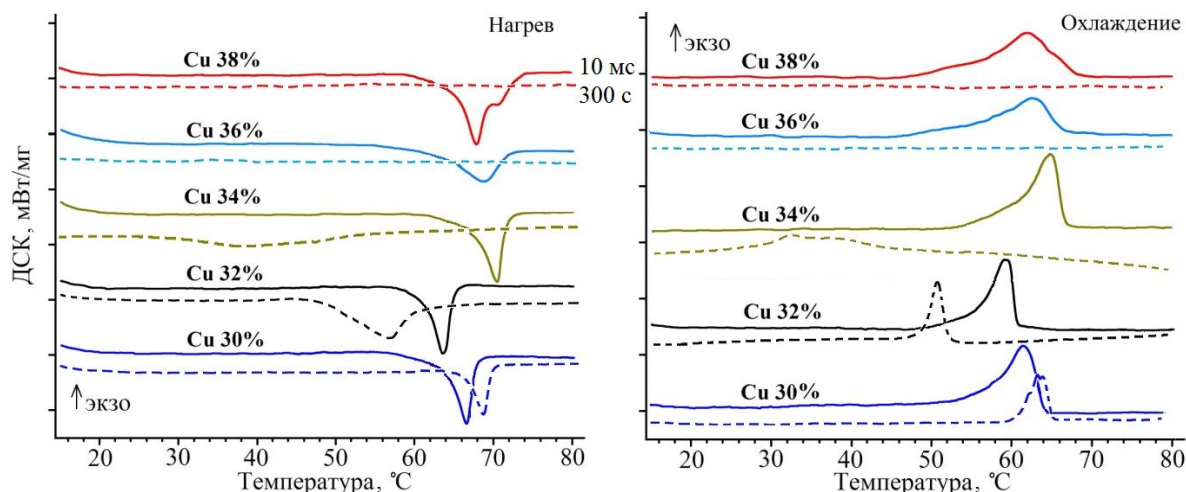 Нагрев
Cu 38%
10 мс
300 с
Cu 36%
Cu 34%
Cu 32%
Cu 30%
↑экзо
ДСК, мВт/мг
20 30 40 50 60 70 80
Температура, °С
Охлаждение
↑экзо
Cu 38%
Cu 36%
Cu 34%
Cu 32%
Cu 30%
20 30 40 50 60 70 80
Температура, °С